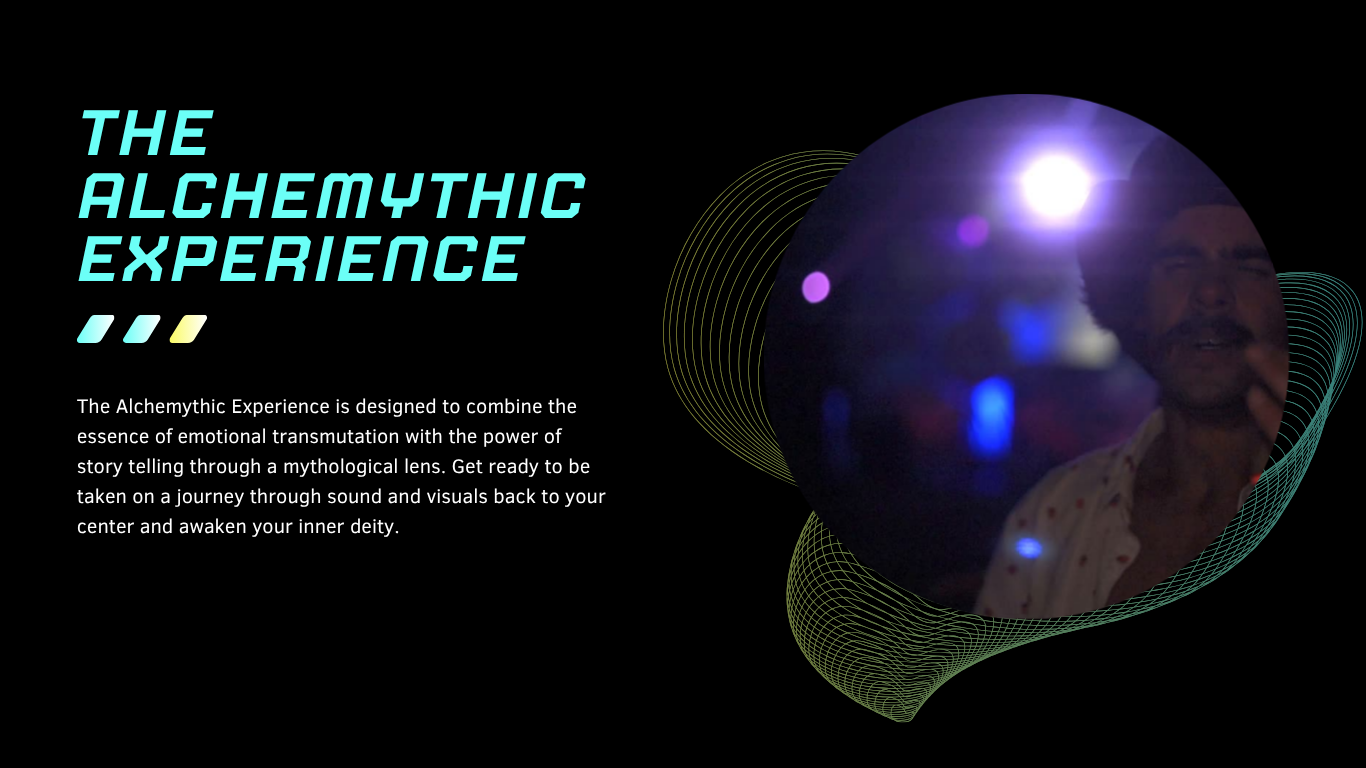 THE
ALCHEMYTHIC
EXPERIENCE
The Alchemythic Experience is designed to combine the
essence of emotional transmutation with the power of
story telling through a mythological lens. Get ready to be
taken on a journey through sound and visuals back to your
center and awaken your inner deity.